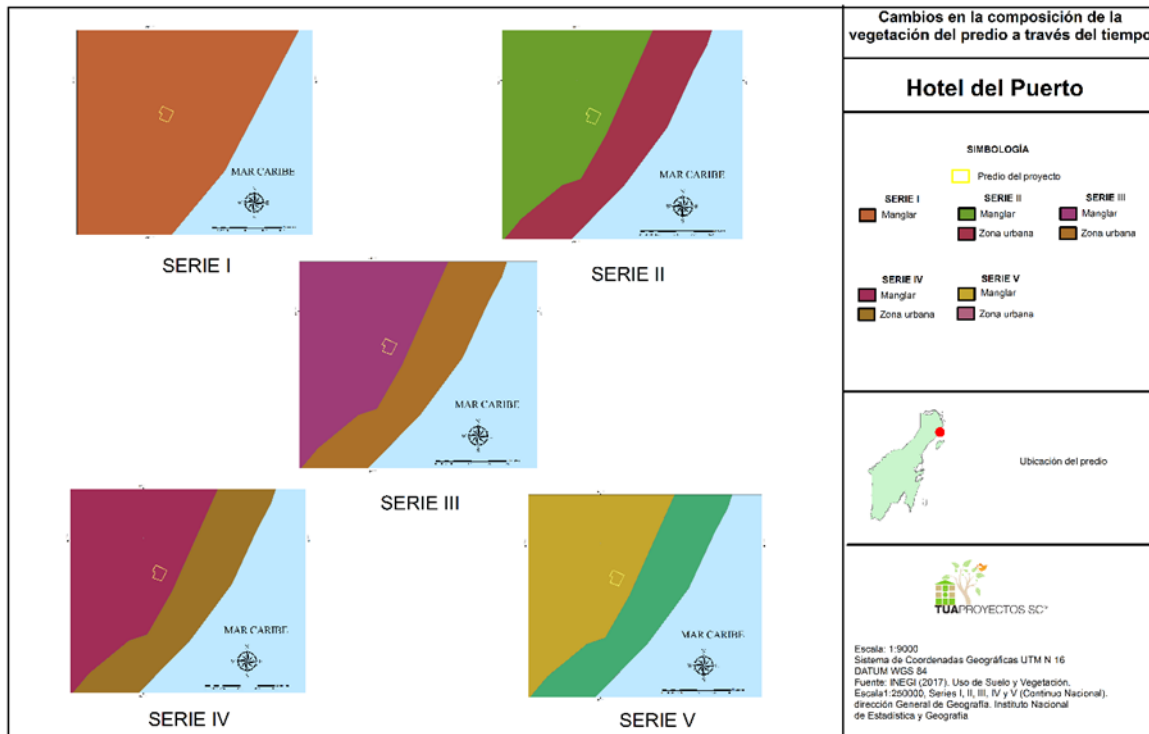 Cambios en la composición de la
vegetación del predio a través del tiempo
Hotel del Puerto
SIMBOLOGÍA
Predio del proyecto
SERIE I
Manglar
SERIE II
Manglar
Zona urbana
SERIE III
Manglar
Zona urbana
SERIE IV
Manglar
Zona urbana
SERIE V
Manglar
Zona urbana
Ubicación del predio
TUAPROYECTOS SC
Escala: 1:9000
Sistema de Coordenadas Geográficas UTM N 16
DATUM WGS 84
Fuente: INEGI (2017). Uso de Suelo y Vegetación.
Escala1:250000, Series I, II, III, IV y V (Continuo Nacional).
dirección General de Geografía. Instituto Nacional
de Estadística y Geografía
MAR CARIBE
SERIE I
MAR CARIBE
SERIE II
MAR CARIBE
SERIE III
MAR CARIBE
SERIE IV
MAR CARIBE
SERIE V